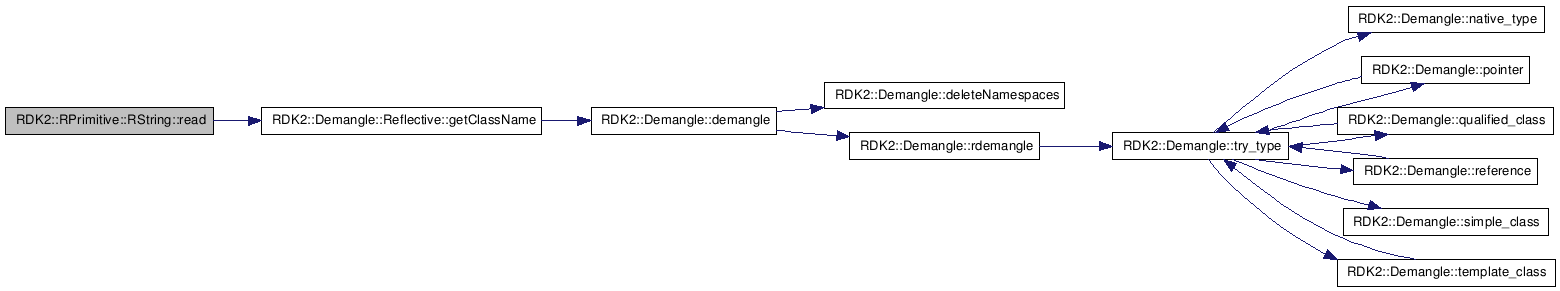 RDK2::RPrimitive::RString::read
RDK2::Demangle::Reflective::getClassName
RDK2::Demangle::demangle
RDK2::Demangle::deleteNamespaces
RDK2::Demangle::rdemangle
RDK2::Demangle::try_type
RDK2::Demangle::native_type
RDK2::Demangle::pointer
RDK2::Demangle::qualified_class
RDK2::Demangle::reference
RDK2::Demangle::simple_class
RDK2::Demangle::template_class